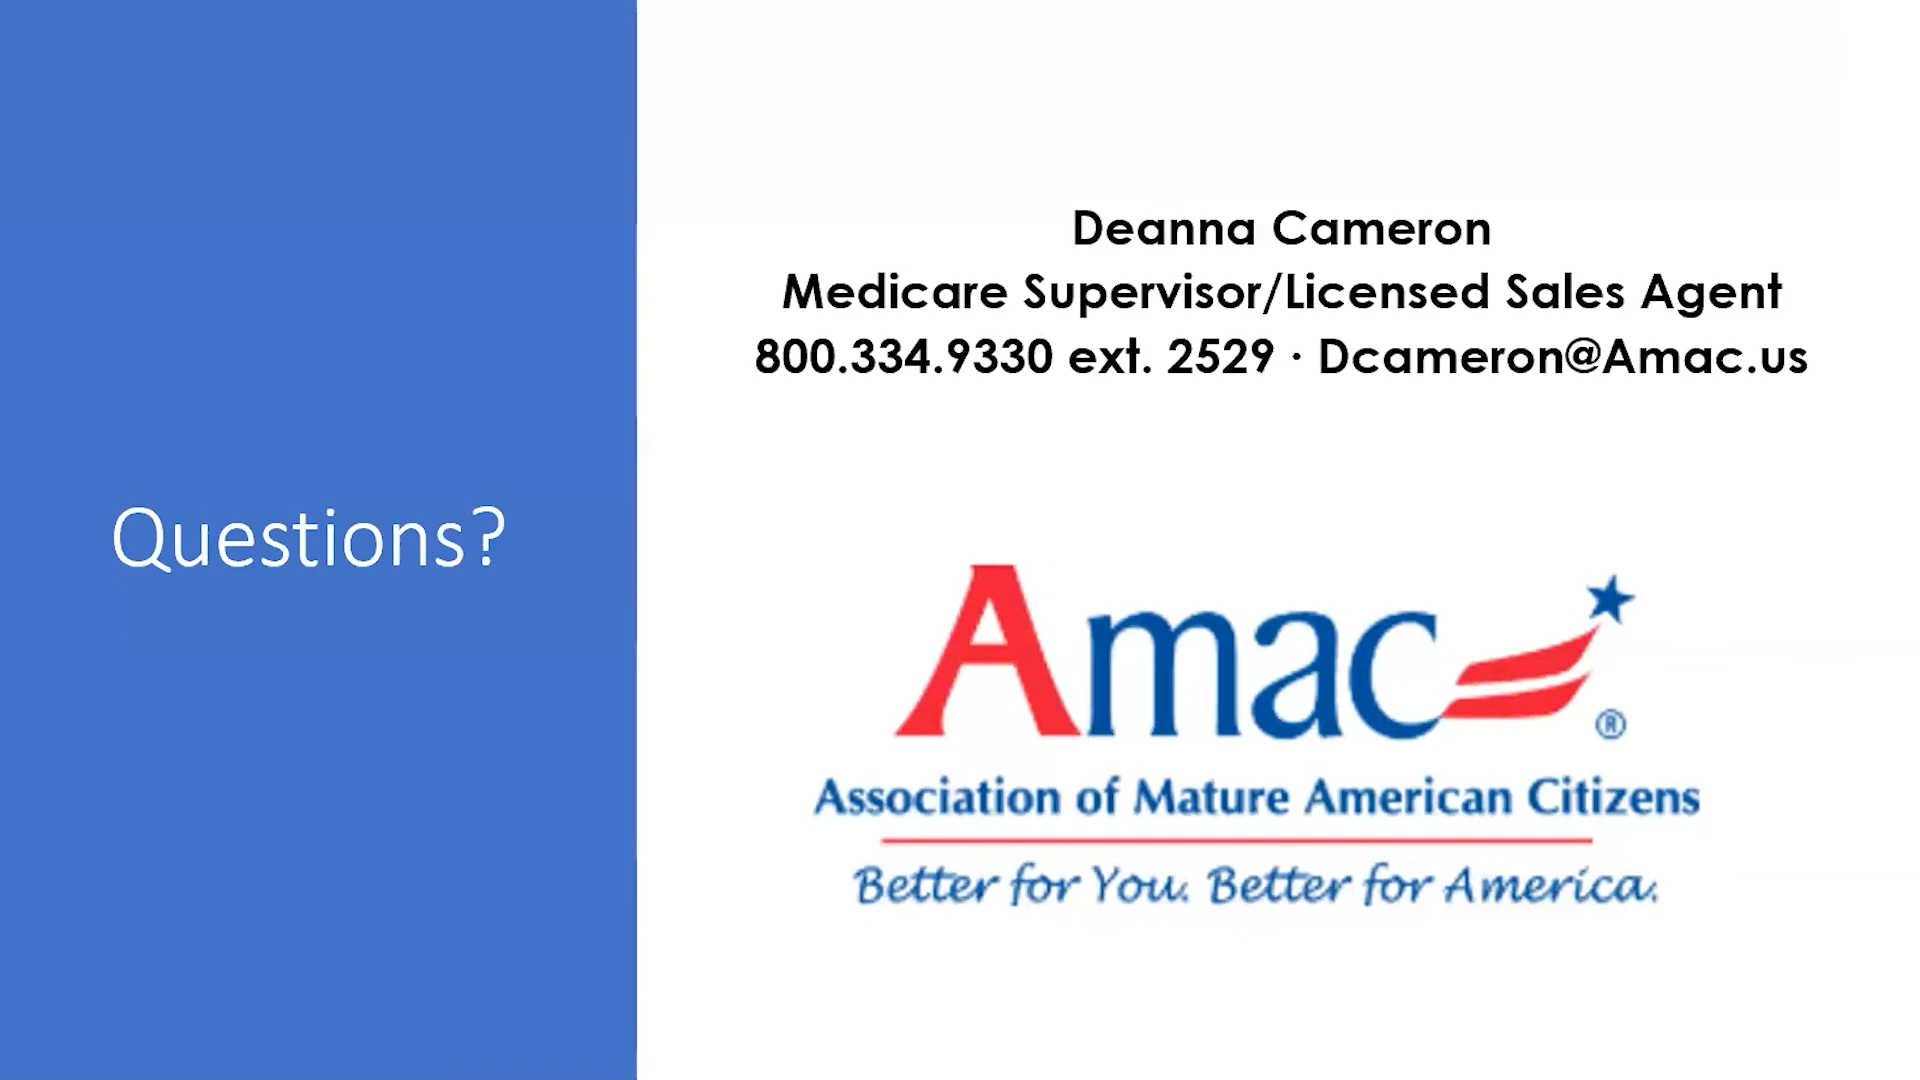 Questions?
Deanna Cameron
Medicare Supervisor/Licensed Sales Agent
800.334.9330 ext. 2529 · Dcameron@Amac.us
Amac®
Association of Mature American Citizens
Better for You. Better for America.